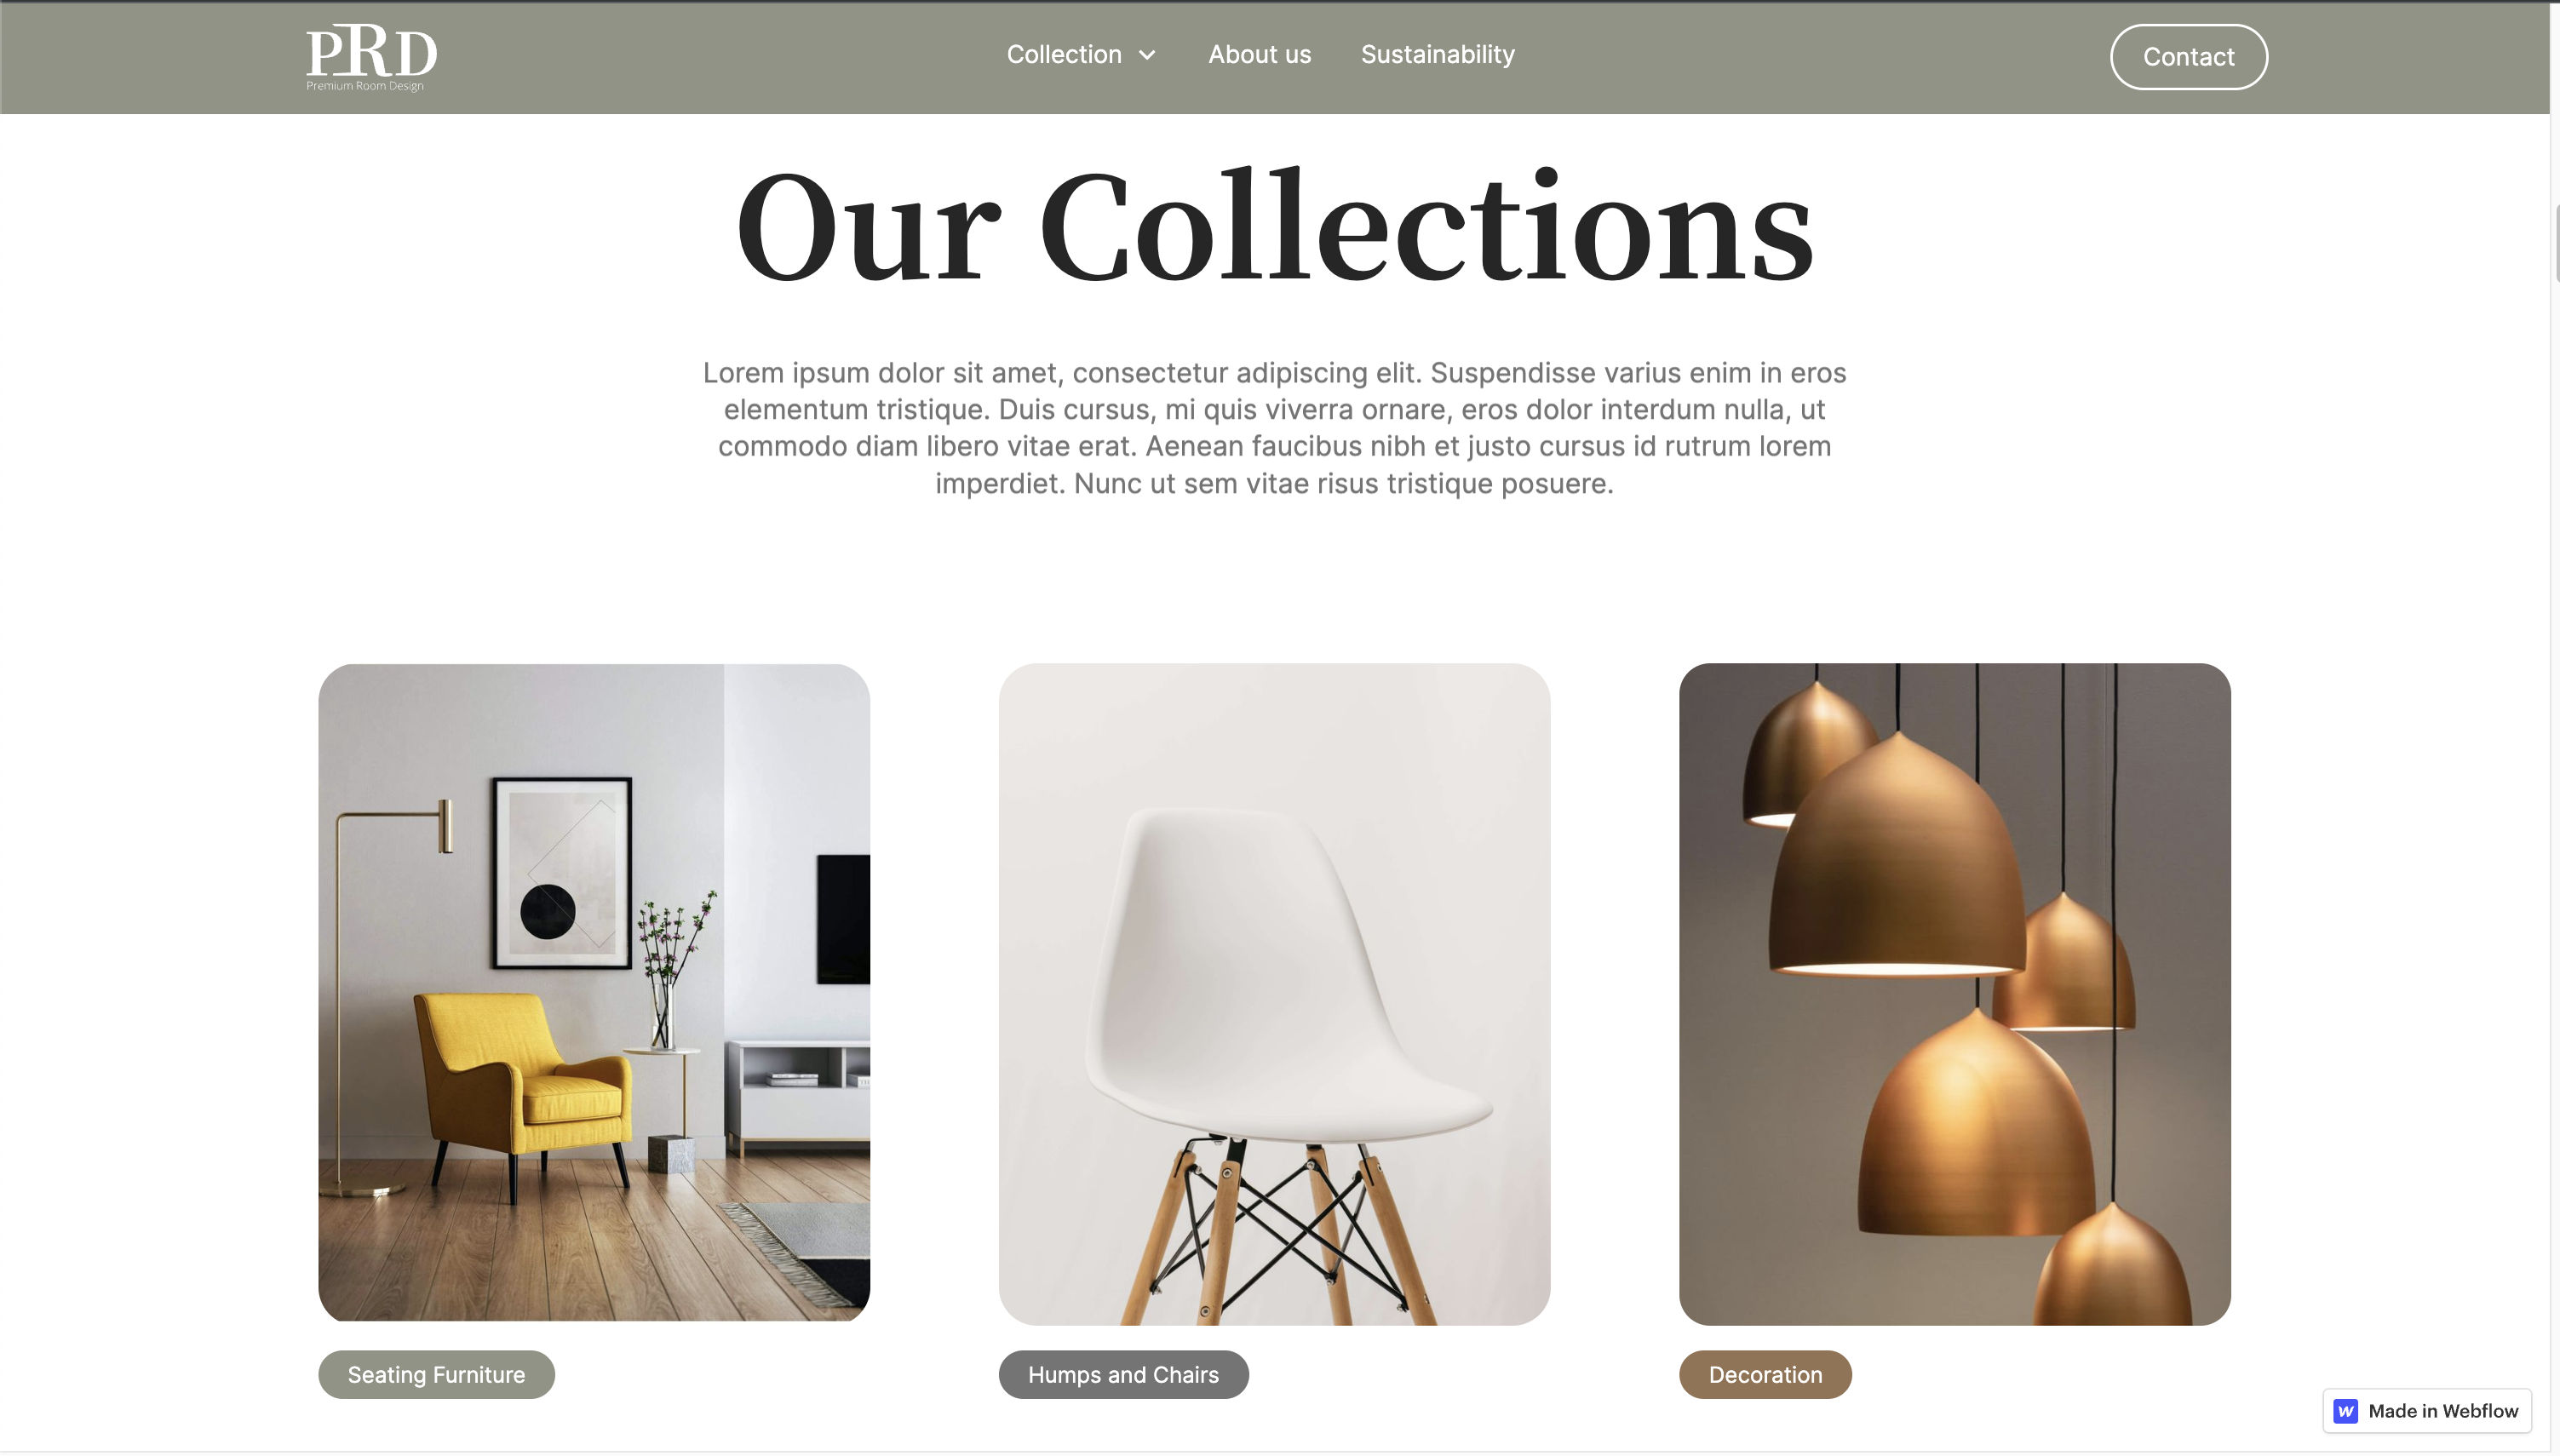 PRD
Premium Room Design
Collection
About us
Sustainability
Contact
Our Collections
Lorem ipsum dolor sit amet, consectetur adipiscing elit. Suspendisse varius enim in eros
elementum tristique. Duis cursus, mi quis viverra ornare, eros dolor interdum nulla, ut
commodo diam libero vitae erat. Aenean faucibus nibh et justo cursus id rutrum lorem
imperdiet. Nunc ut sem vitae risus tristique posuere.
Seating Furniture
Humps and Chairs
Decoration
Made in Webflow